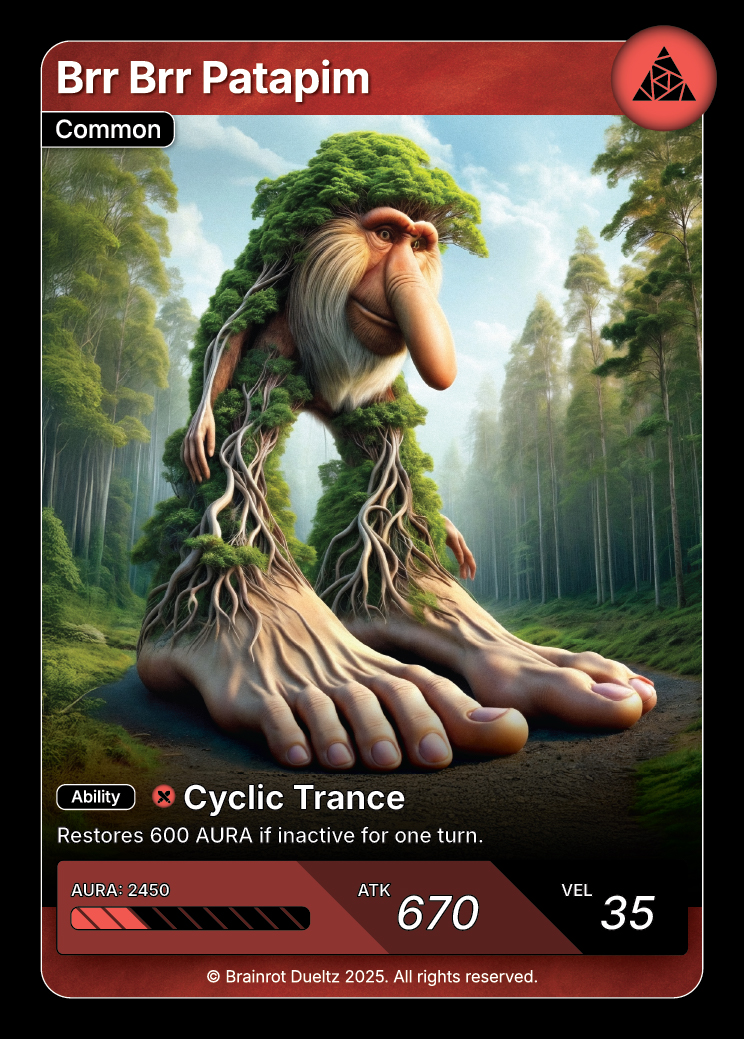 Brr Brr Patapim
Common
Ability Cyclic Trance
Restores 600 AURA if inactive for one turn.
AURA: 2450 ATK 670 VEL 35
© Brainrot Dueltz 2025. All rights reserved.